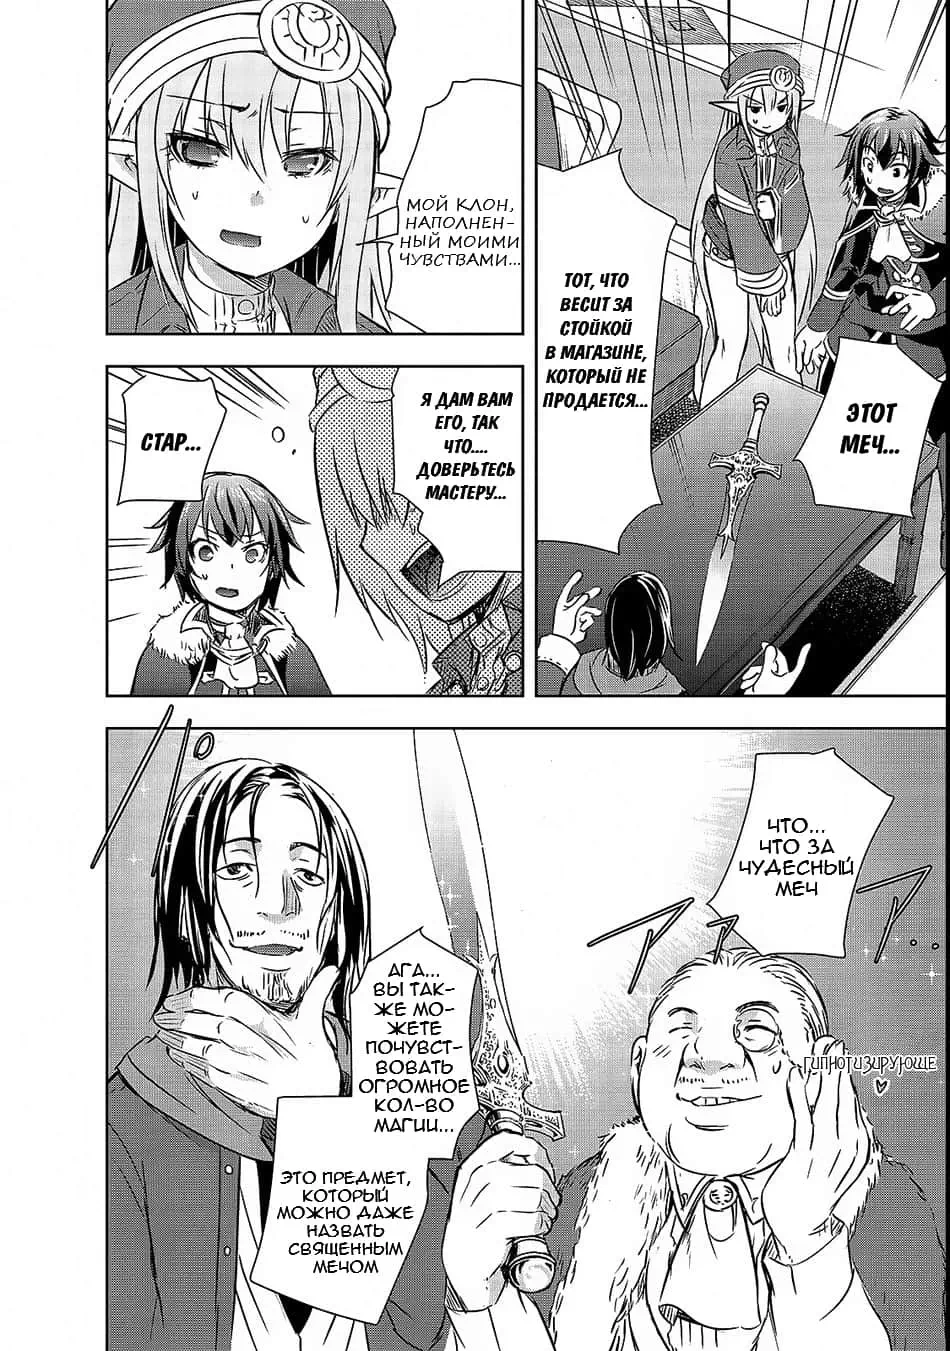 ЭТОТ
МЕЧ...
ТОТ, ЧТО
ВЕСИТ ЗА
СТОЙКОЙ
В МАГАЗИНЕ,
КОТОРЫЙ НЕ
ПРОДАЕТСЯ...
МОЙ КЛОН,
НАПОЛНЕН-
НЫЙ МОИМИ
ЧУВСТВАМИ...
Я ДАМ ВАМ
ЕГО, ТАК
ЧТО....
ДОВЕРЬТЕСЬ
МАСТЕРУ...
СТАР...
ЧТО...
ЧТО ЗА
ЧУДЕСНЫЙ
МЕЧ
ГИПНОТИЗИРУЮЩЕ
АГА...
ВЫ ТАК-
ЖЕ МО-
ЖЕТЕ
ПОЧУВСТ-
ВОВАТЬ
ОГРОМНОЕ
КОЛ-ВО
МАГИИ...
ЭТО ПРЕДМЕТ,
КОТОРЫЙ
МОЖНО ДАЖЕ
НАЗВАТЬ
СВЯЩЕННЫМ
МЕЧОМ